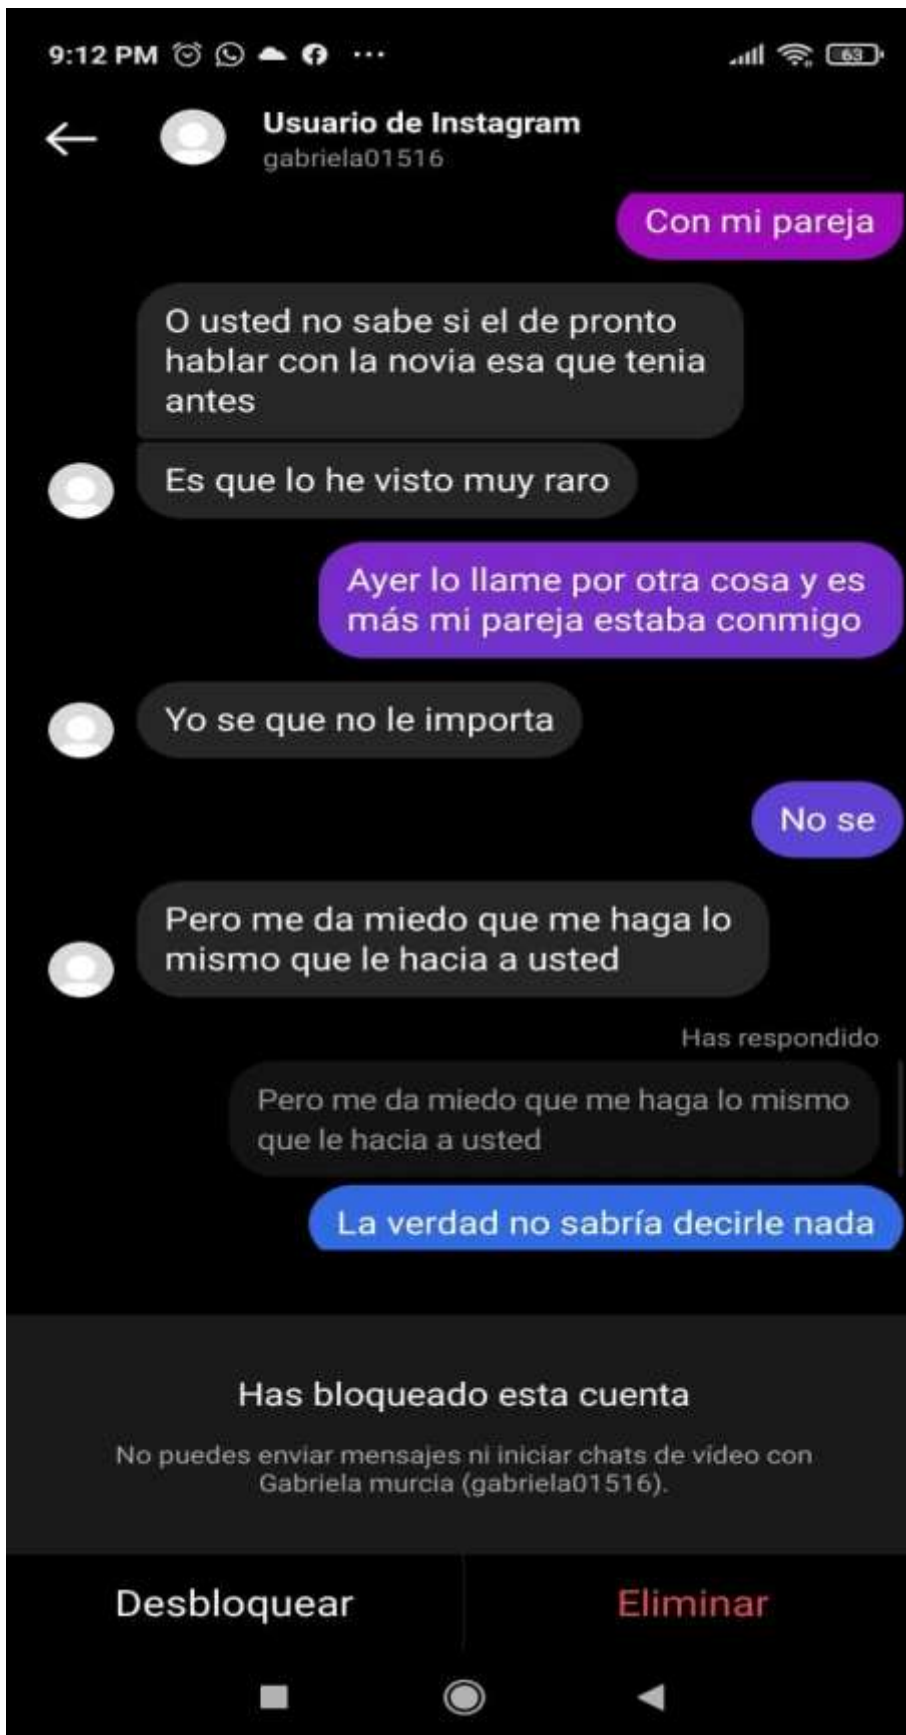 9:12 PM ...
63
Usuario de Instagram
gabriela01516
Con mi pareja
O usted no sabe si el de pronto
hablar con la novia esa que tenia
antes
Es que lo he visto muy raro
Ayer lo llame por otra cosa y es
más mi pareja estaba conmigo
Yo se que no le importa
No se
Pero me da miedo que me haga lo
mismo que le hacia a usted
Has respondido
Pero me da miedo que me haga lo mismo
que le hacia a usted
La verdad no sabría decirle nada
Has bloqueado esta cuenta
No puedes enviar mensajes ni iniciar chats de vídeo con
Gabriela murcia (gabriela01516).
Desbloquear
Eliminar